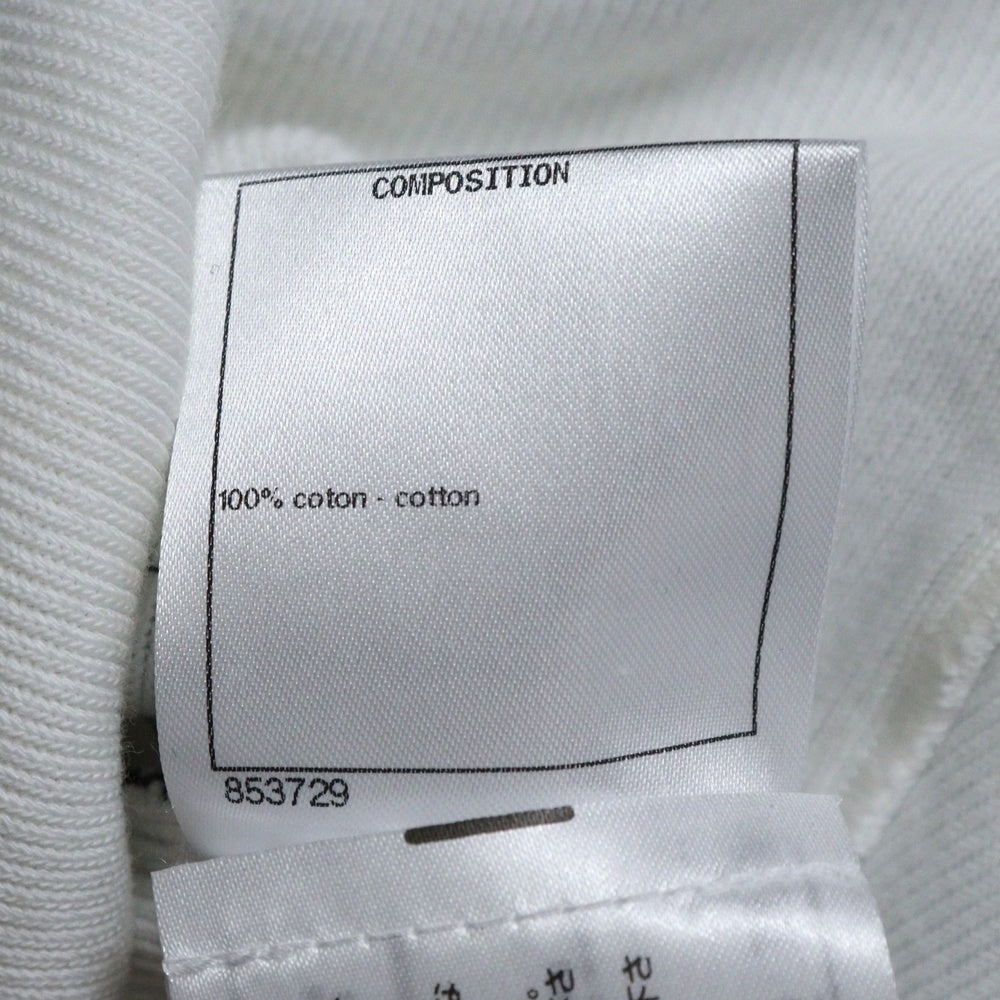 COMPOSITION
100% coton - cotton
853729